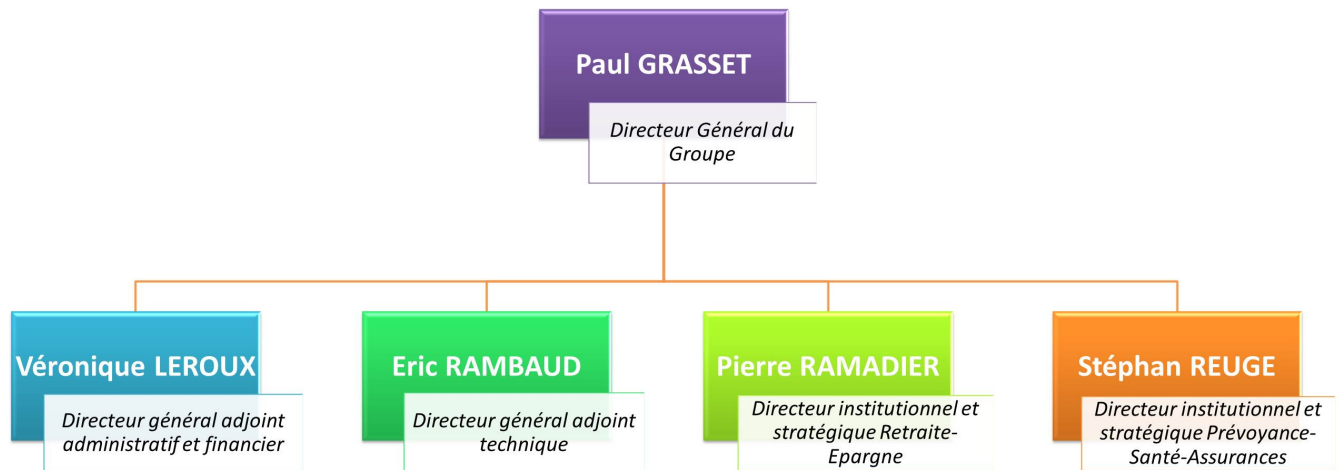 Paul GRASSET
Directeur Général du
Groupe
Véronique LEROUX
Directeur général adjoint
administratif et financier
Eric RAMBAUD
Directeur général adjoint
technique
Pierre RAMADIER
Directeur institutionnel et
stratégique Retraite-
Epargne
Stéphan REUGE
Directeur institutionnel et
stratégique Prévoyance-
Santé-Assurances